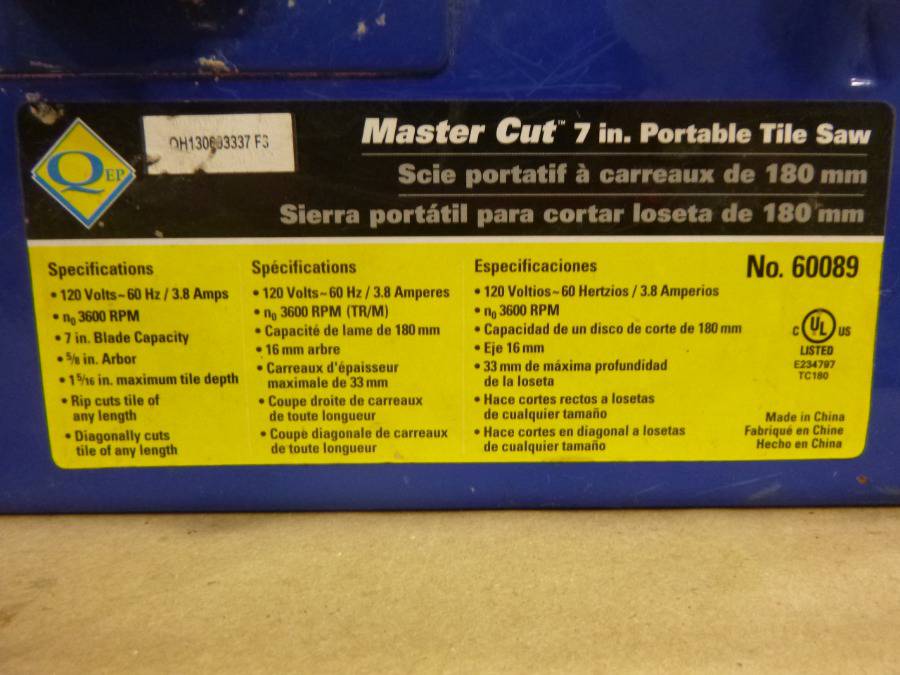 QEP
F3
Master Cut™ 7 in. Portable Tile Saw
Scie portatif à carreaux de 180 mm
Sierra portátil para cortar loseta de 180 mm
No. 60089
Specifications
• 120 Volts~60 Hz / 3.8 Amps
• n₀ 3600 RPM
• 7 in. Blade Capacity
• 5/8 in. Arbor
• 1 5/16 in. maximum tile depth
• Rip cuts tile of
any length
• Diagonally cuts
tile of any length
Spécifications
• 120 Volts~60 Hz / 3.8 Amperes
• n₀ 3600 RPM (TR/M)
• Capacité de lame de 180 mm
• 16 mm arbre
• Carreaux d'épaisseur
maximale de 33 mm
• Coupe droite de carreaux
de toute longueur
• Coupe diagonale de carreaux
de toute longueur
Especificaciones
• 120 Voltios~60 Hertzios / 3.8 Amperios
• n₀ 3600 RPM
• Capacidad de un disco de corte de 180 mm
• Eje 16 mm
• 33 mm de máxima profundidad
de la loseta
• Hace cortes rectos a losetas
de cualquier tamaño
• Hace cortes en diagonal a losetas
de cualquier tamaño
C UL US
LISTED
E234797
TC180
Made in China
Fabriqué en Chine
Hecho en China